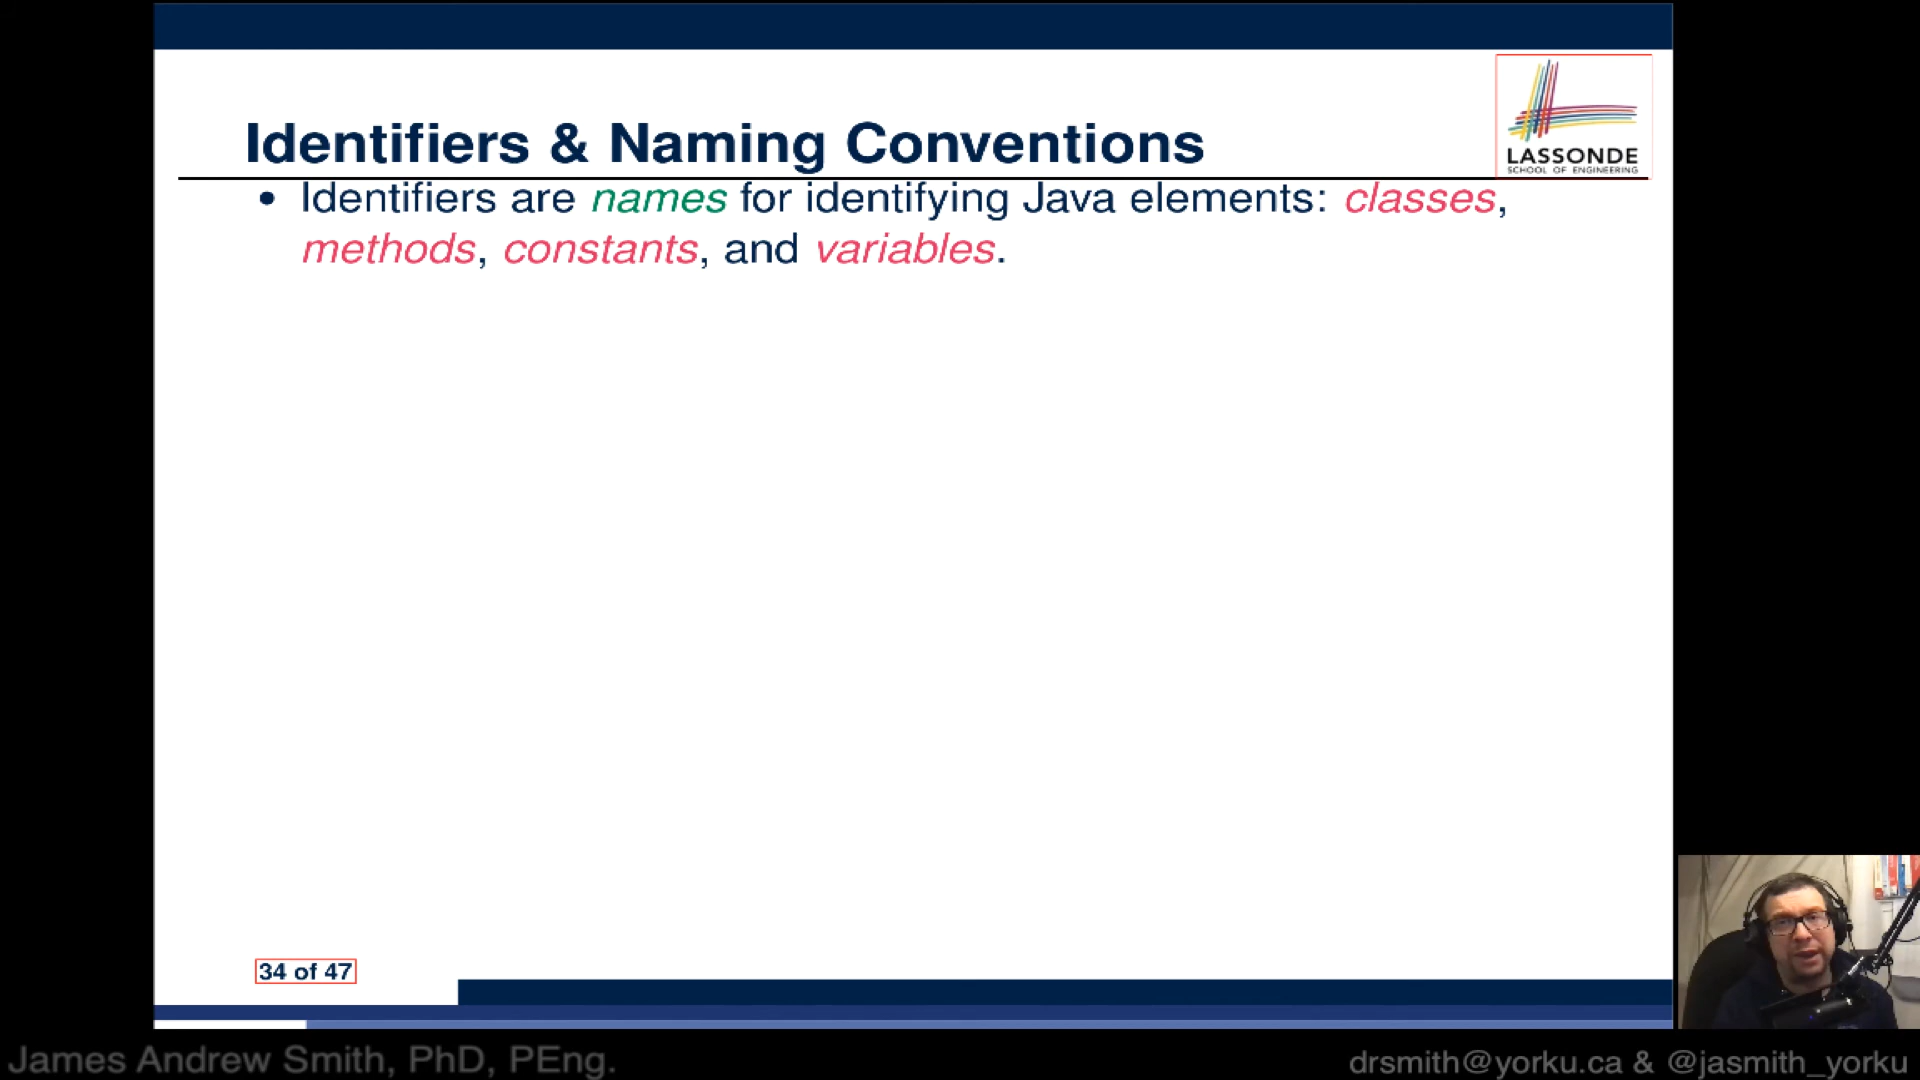 LASSONDE
SCHOOL OF ENGINEERING
Identifiers & Naming Conventions
• Identifiers are names for identifying Java elements: classes,
methods, constants, and variables.
34 of 47
James Andrew Smith, PhD, PEng.
drsmith@yorku.ca & @jasmith_yorku